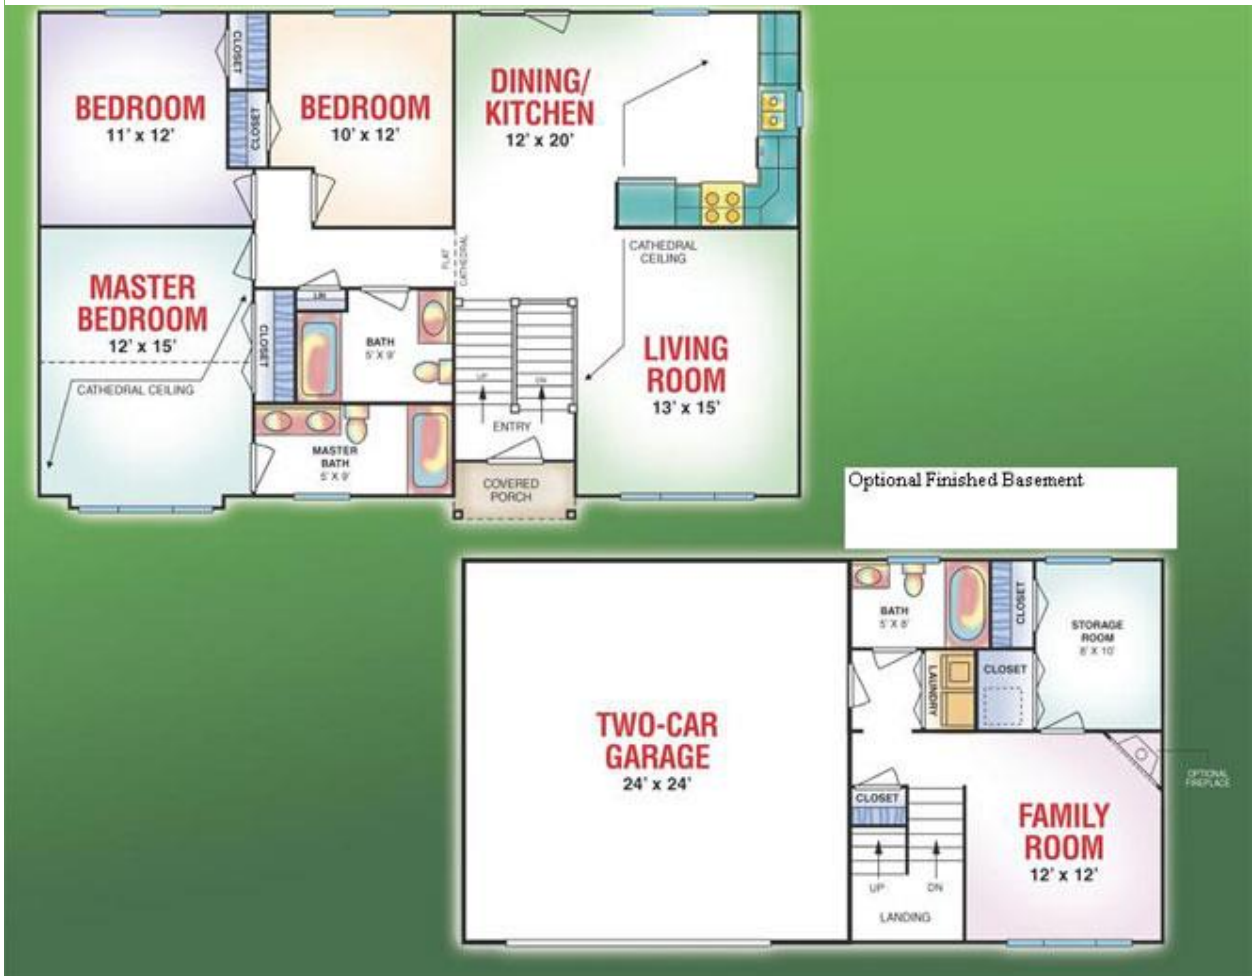 CLOSET
BEDROOM
11' x 12'
CLOSET
BEDROOM
10' x 12'
DINING/
KITCHEN
12' x 20'
FLAT
CATHEDRAL
CATHEDRAL
CEILING
MASTER
BEDROOM
12' x 15'
CATHEDRAL CEILING
CLOSET
LIN
BATH
5' X 9'
MASTER
BATH
5' X 9'
UP
DN
ENTRY
COVERED
PORCH
LIVING
ROOM
13' x 15'
Optional Finished Basement
TWO-CAR
GARAGE
24' x 24'
BATH
5' X 8'
CLOSET
STORAGE
ROOM
8' X 10'
LAUNDRY
CLOSET
OPTIONAL
FIREPLACE
CLOSET
UP
DN
LANDING
FAMILY
ROOM
12' x 12'